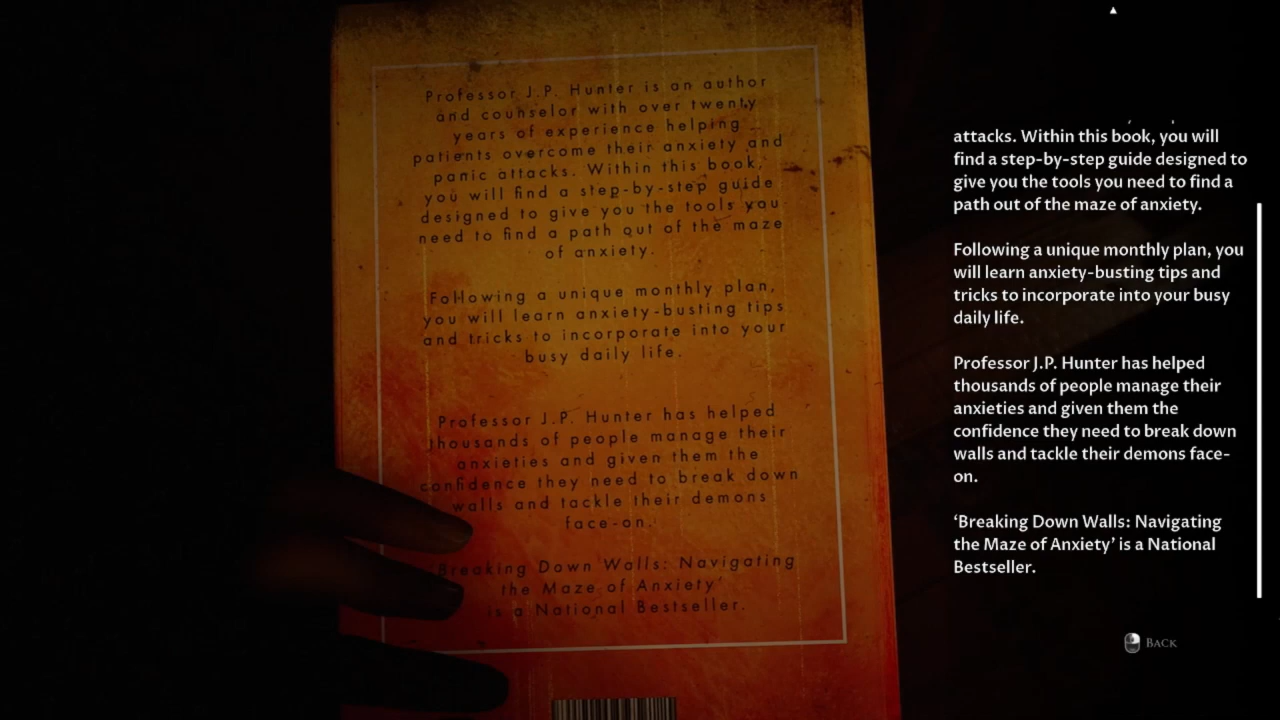 Professor J.P. Hunter is an author
and counselor with over twenty
years of experience helping
patients overcome their anxiety and
panic attacks. Within this book,
you will find a step-by-step guide
designed to give you the tools you
need to find a path out of the maze
of anxiety.
Following a unique monthly plan,
you will learn anxiety-busting tips
and tricks to incorporate into your
busy daily life.
Professor J.P. Hunter has helped
thousands of people manage their
anxieties and given them the
confidence they need to break down
walls and tackle their demons
face-on.
'Breaking Down Walls: Navigating
the Maze of Anxiety'
is a National Bestseller.
attacks. Within this book, you will
find a step-by-step guide designed to
give you the tools you need to find a
path out of the maze of anxiety.
Following a unique monthly plan, you
will learn anxiety-busting tips and
tricks to incorporate into your busy
daily life.
Professor J.P. Hunter has helped
thousands of people manage their
anxieties and given them the
confidence they need to break down
walls and tackle their demons face-
on.
‘Breaking Down Walls: Navigating
the Maze of Anxiety’ is a National
Bestseller.
Back